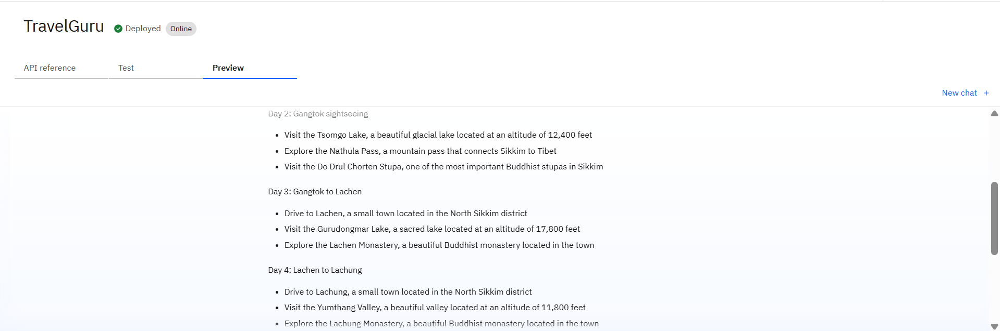 TravelGuru Deployed Online
API reference Test Preview
New chat +
Day 2: Gangtok sightseeing
• Visit the Tsomgo Lake, a beautiful glacial lake located at an altitude of 12,400 feet
• Explore the Nathula Pass, a mountain pass that connects Sikkim to Tibet
• Visit the Do Drul Chorten Stupa, one of the most important Buddhist stupas in Sikkim
Day 3: Gangtok to Lachen
• Drive to Lachen, a small town located in the North Sikkim district
• Visit the Gurudongmar Lake, a sacred lake located at an altitude of 17,800 feet
• Explore the Lachen Monastery, a beautiful Buddhist monastery located in the town
Day 4: Lachen to Lachung
• Drive to Lachung, a small town located in the North Sikkim district
• Visit the Yumthang Valley, a beautiful valley located at an altitude of 11,800 feet
• Explore the Lachung Monastery, a beautiful Buddhist monastery located in the town